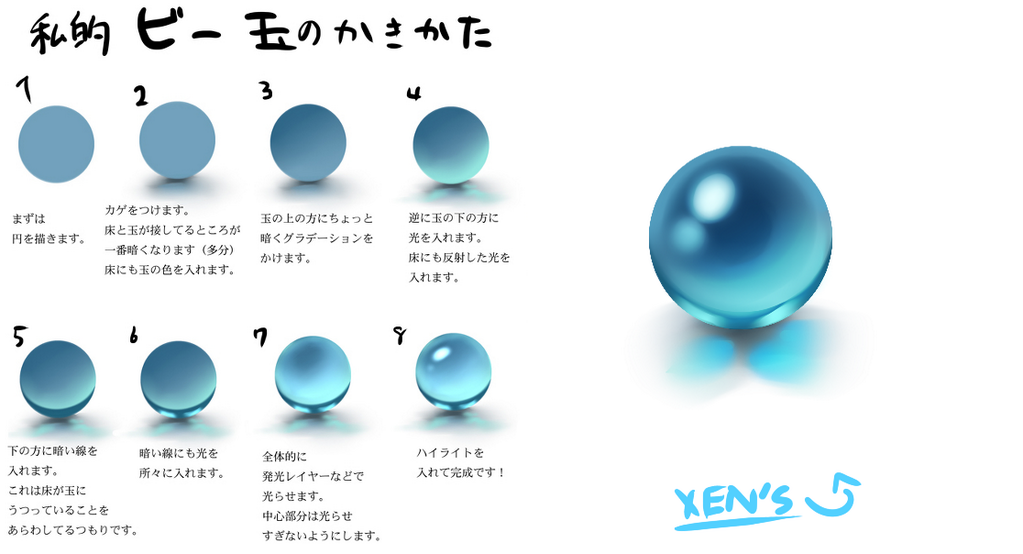 私的 ビー玉のかきかた
1
まずは
円を描きます。
2
カゲをつけます。
床と玉が接してるところが
一番暗くなります（多分）
床にも玉の色を入れます。
3
玉の上の方にちょっと
暗くグラデーションを
かけます。
4
逆に玉の下の方に
光を入れます。
床にも反射した光を
入れます。
5
下の方に暗い線を
入れます。
これは床が玉に
うつっていることを
あらわしてるつもりです。
6
暗い線にも光を
所々に入れます。
7
全体的に
発光レイヤーなどで
光らせます。
中心部分は光らせ
すぎないようにします。
8
ハイライトを
入れて完成です！
XEN'S